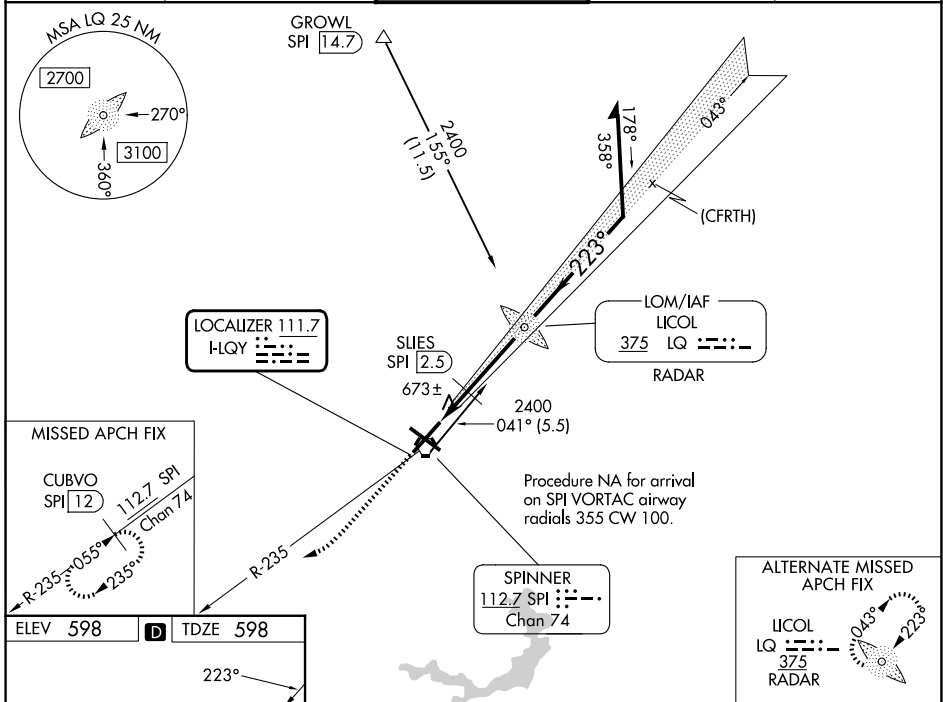 MSA LQ 25 NM
2700
270°
3100
360°
GROWL
SPI 14.7
2400
155°
(11.5)
178°
358°
043°
(CFRTH)
223°
LOCALIZER 111.7
I-LQY
SLIES
SPI 2.5
673±
LOM/IAF
LICOL
375 LQ
RADAR
2400
041° (5.5)
MISSED APCH FIX
CUBVO
SPI 12
112.7 SPI
Chan 74
R-235
055°
235°
R-235
Procedure NA for arrival
on SPI VORTAC airway
radials 355 CW 100.
SPINNER
112.7 SPI
Chan 74
ALTERNATE MISSED
APCH FIX
LICOL
LQ
375
RADAR
043°
223°
ELEV 598 D TDZE 598
223°